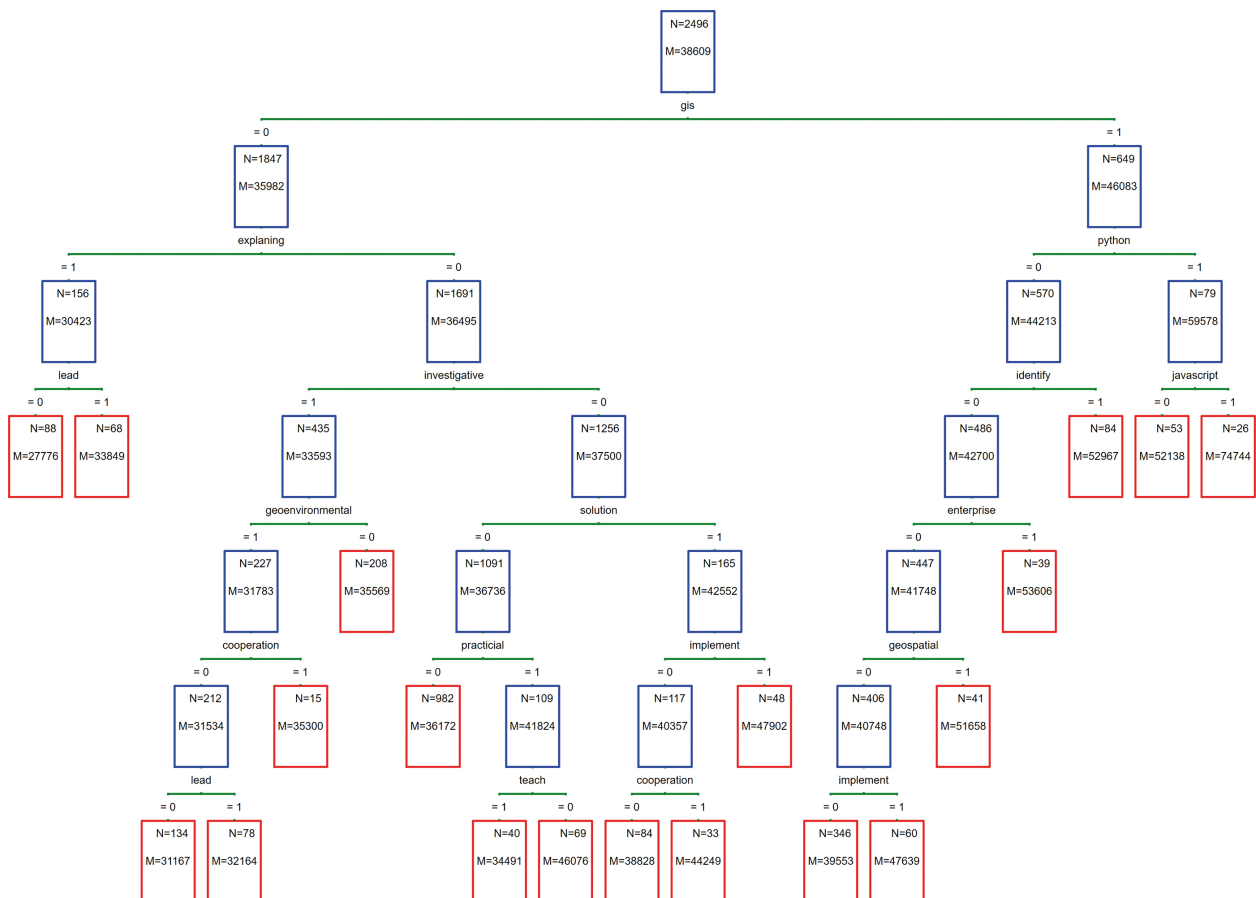 N=2496
M=38609
gis
= 0 = 1
N=1847 N=649
M=35982 M=46083
explaning python
= 1 = 0 = 0 = 1
N=156 N=1691 N=570 N=79
M=30423 M=36495 M=44213 M=59578
lead investigative identify javascript
= 0 = 1 = 1 = 0 = 0 = 1 = 0 = 1
N=88 N=68 N=435 N=1256 N=486 N=84 N=53 N=26
M=27776 M=33849 M=33593 M=37500 M=42700 M=52967 M=52138 M=74744
geoenvironmental solution enterprise
= 1 = 0 = 0 = 1 = 0 = 1
N=227 N=208 N=1091 N=165 N=447 N=39
M=31783 M=35569 M=36736 M=42552 M=41748 M=53606
cooperation practicial implement geospatial
= 0 = 1 = 0 = 1 = 0 = 1 = 0 = 1
N=212 N=15 N=982 N=109 N=117 N=48 N=406 N=41
M=31534 M=35300 M=36172 M=41824 M=40357 M=47902 M=40748 M=51658
lead teach cooperation implement
= 0 = 1 = 1 = 0 = 0 = 1 = 0 = 1
N=134 N=78 N=40 N=69 N=84 N=33 N=346 N=60
M=31167 M=32164 M=34491 M=46076 M=38828 M=44249 M=39553 M=47639